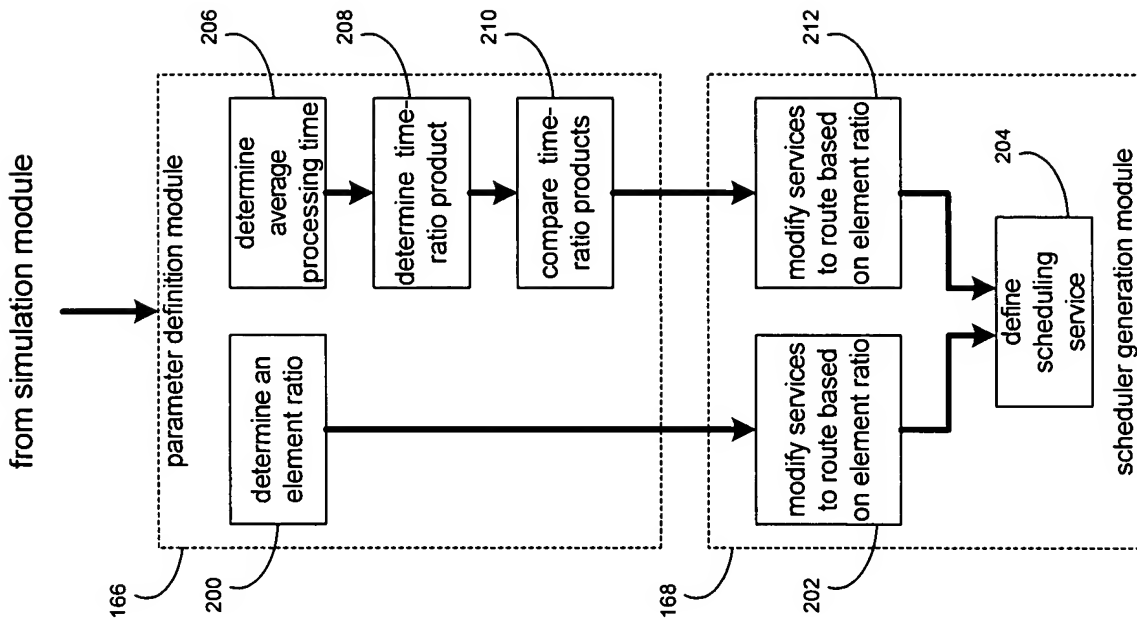 from simulation module
parameter definition module
166
200
determine an
element ratio
206
determine
average
processing time
208
determine time-
ratio product
210
compare time-
ratio products
168
202
modify services
to route based
on element ratio
212
modify services
to route based
on element ratio
204
define
scheduling
service
scheduler generation module